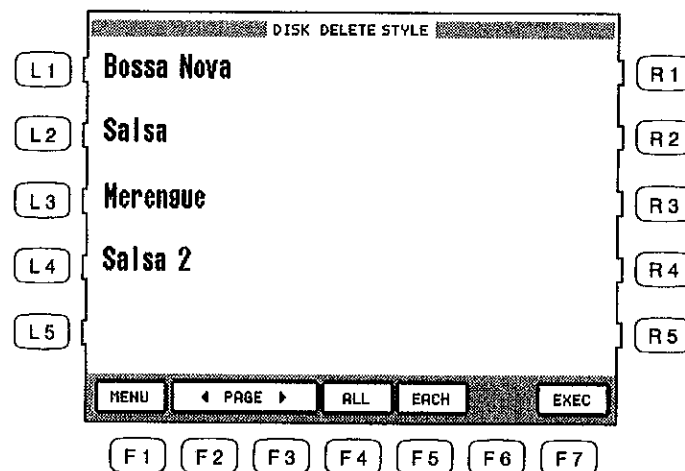 DISK DELETE STYLE
L1 Bossa Nova R1
L2 Salsa R2
L3 Merengue R3
L4 Salsa 2 R4
L5 R5
MENU ◀ PAGE ▶ ALL EACH EXEC
F1 F2 F3 F4 F5 F6 F7